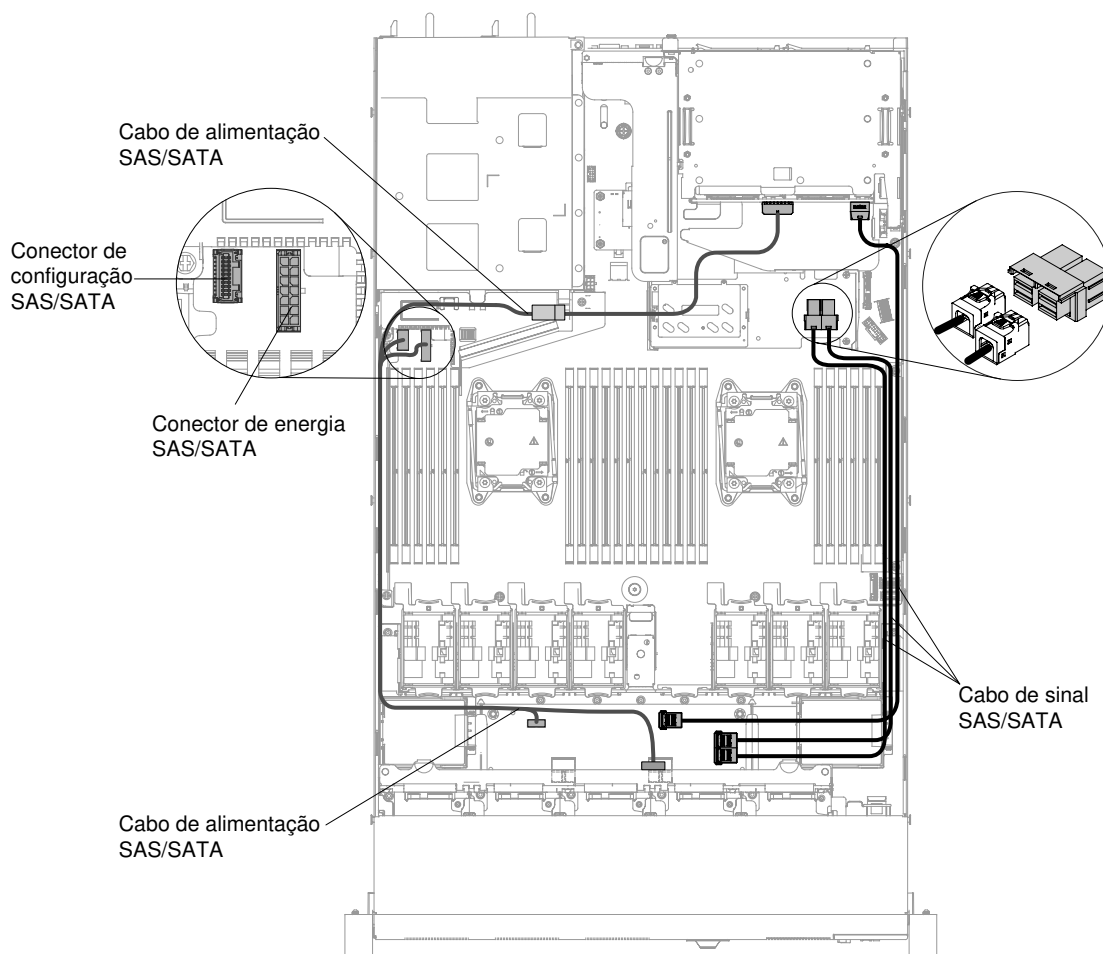 Cabo de alimentação
SAS/SATA
Conector de
configuração
SAS/SATA
Conector de energia
SAS/SATA
Cabo de sinal
SAS/SATA
Cabo de alimentação
SAS/SATA